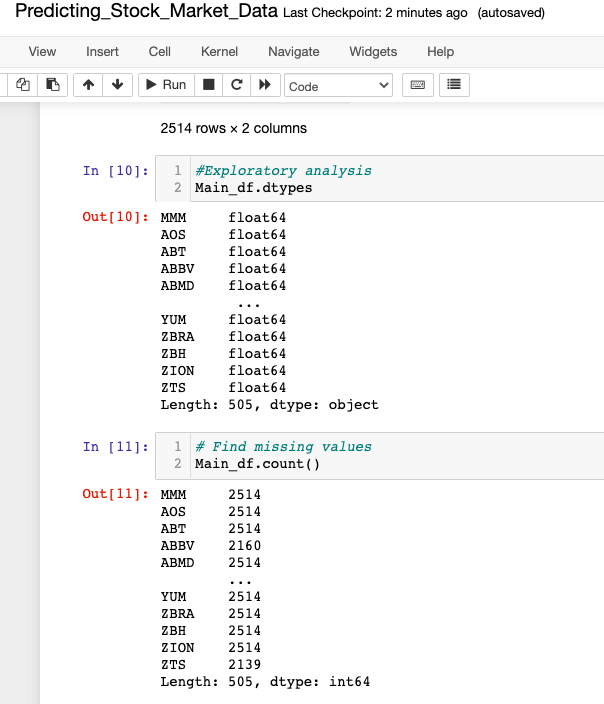 Predicting_Stock_Market_Data Last Checkpoint: 2 minutes ago (autosaved)
View Insert Cell Kernel Navigate Widgets Help
Run Code
2514 rows × 2 columns
In [10]: 1 #Exploratory analysis
2 Main_df.dtypes
Out[10]: MMM float64
AOS float64
ABT float64
ABBV float64
ABMD float64
...
YUM float64
ZBRA float64
ZBH float64
ZION float64
ZTS float64
Length: 505, dtype: object
In [11]: 1 # Find missing values
2 Main_df.count()
Out[11]: MMM 2514
AOS 2514
ABT 2514
ABBV 2160
ABMD 2514
...
YUM 2514
ZBRA 2514
ZBH 2514
ZION 2514
ZTS 2139
Length: 505, dtype: int64